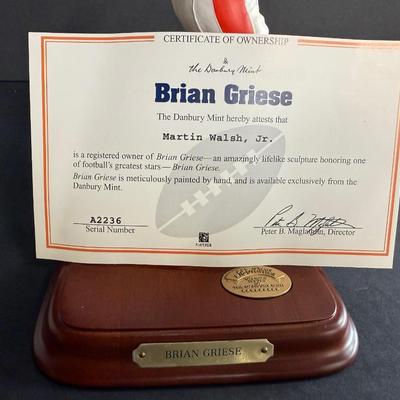 CERTIFICATE OF OWNERSHIP
&
the Danbury Mint
Brian Griese
The Danbury Mint hereby attests that
Martin Walsh, Jr.
is a registered owner of Brian Griese—an amazingly lifelike sculpture honoring one
of football's greatest stars—Brian Griese.
Brian Griese is meticulously painted by hand, and is available exclusively from the
Danbury Mint.
A2236
Serial Number
Peter B. Maglathlin, Director
PLAYERS
BRIAN GRIESE